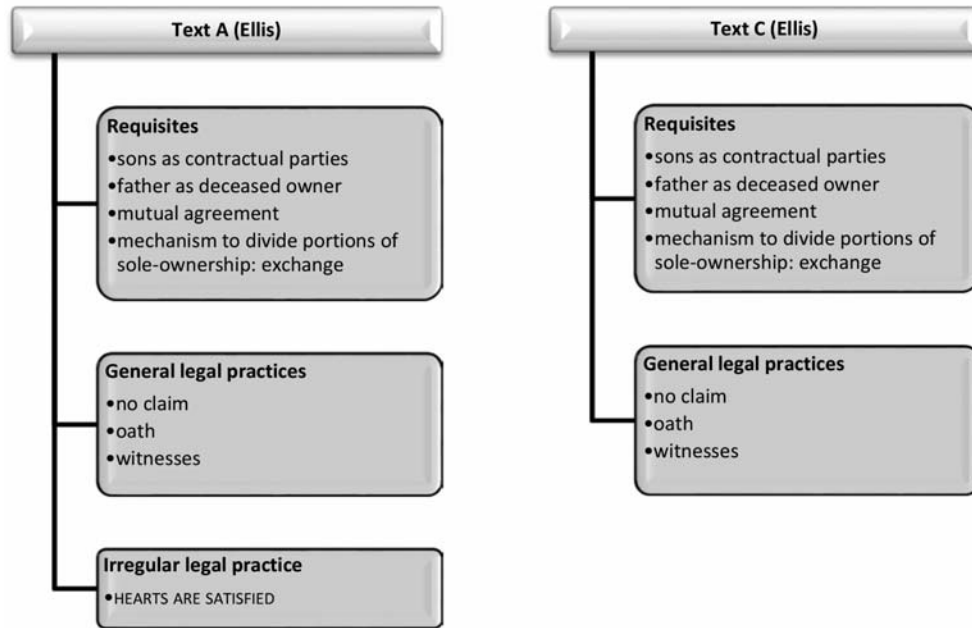 Text A (Ellis)
Requisites
•sons as contractual parties
•father as deceased owner
•mutual agreement
•mechanism to divide portions of
sole-ownership: exchange
General legal practices
•no claim
•oath
•witnesses
Irregular legal practice
•HEARTS ARE SATISFIED
Text C (Ellis)
Requisites
•sons as contractual parties
•father as deceased owner
•mutual agreement
•mechanism to divide portions of
sole-ownership: exchange
General legal practices
•no claim
•oath
•witnesses